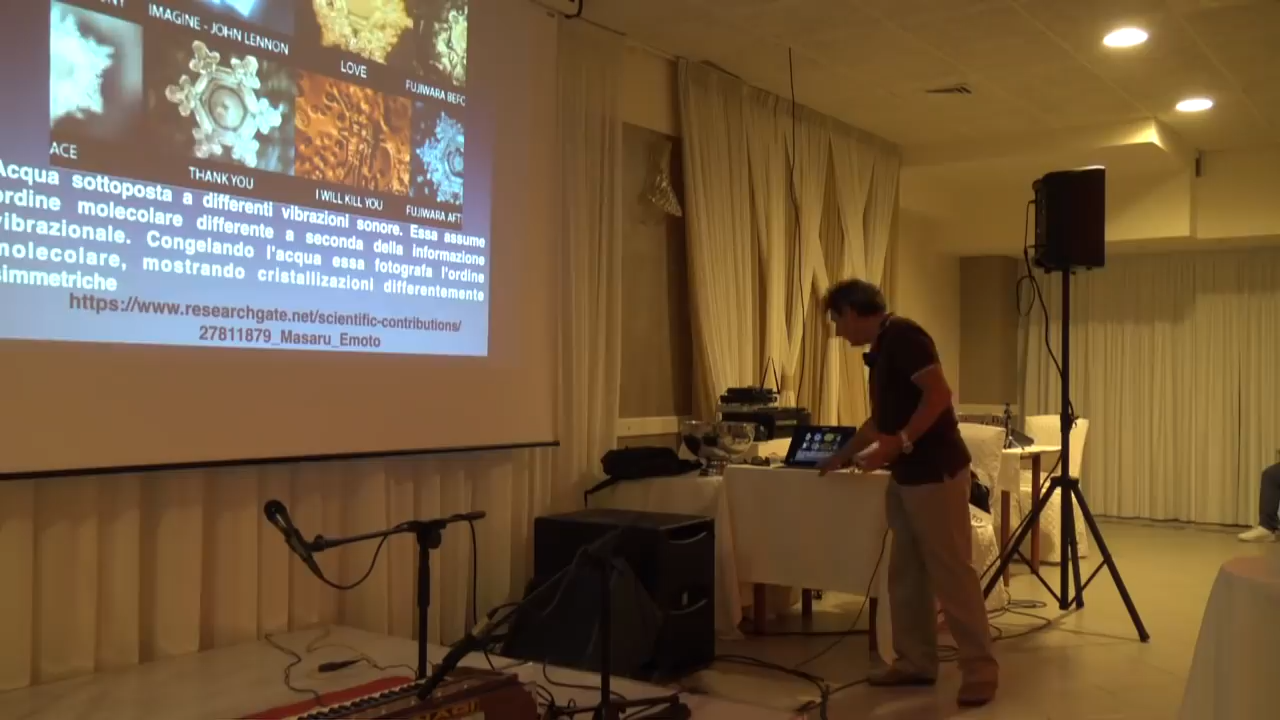 IMAGINE - JOHN LENNON
LOVE
FUJIWARA BEFO
ACE
THANK YOU
I WILL KILL YOU
FUJIWARA AFT
Acqua sottoposta a differenti vibrazioni sonore. Essa assume
ordine molecolare differente a seconda della informazione
vibrazionale. Congelando l'acqua essa fotografa l'ordine
molecolare, mostrando cristallizazioni differentemente
simmetriche
https://www.researchgate.net/scientific-contributions/
27811879_Masaru_Emoto